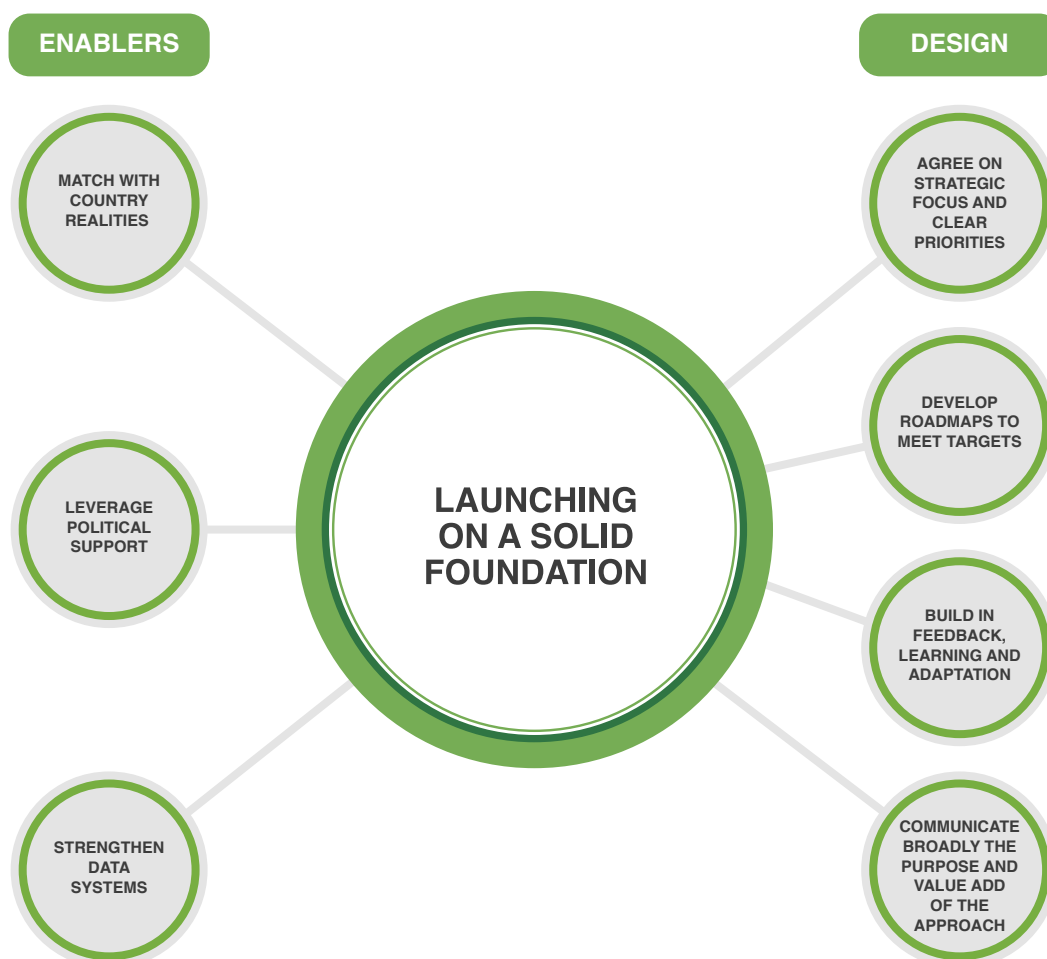 ENABLERS
MATCH WITH
COUNTRY
REALITIES
LEVERAGE
POLITICAL
SUPPORT
STRENGTHEN
DATA
SYSTEMS
LAUNCHING
ON A SOLID
FOUNDATION
DESIGN
AGREE ON
STRATEGIC
FOCUS AND
CLEAR
PRIORITIES
DEVELOP
ROADMAPS TO
MEET TARGETS
BUILD IN
FEEDBACK,
LEARNING AND
ADAPTATION
COMMUNICATE
BROADLY THE
PURPOSE AND
VALUE ADD
OF THE
APPROACH